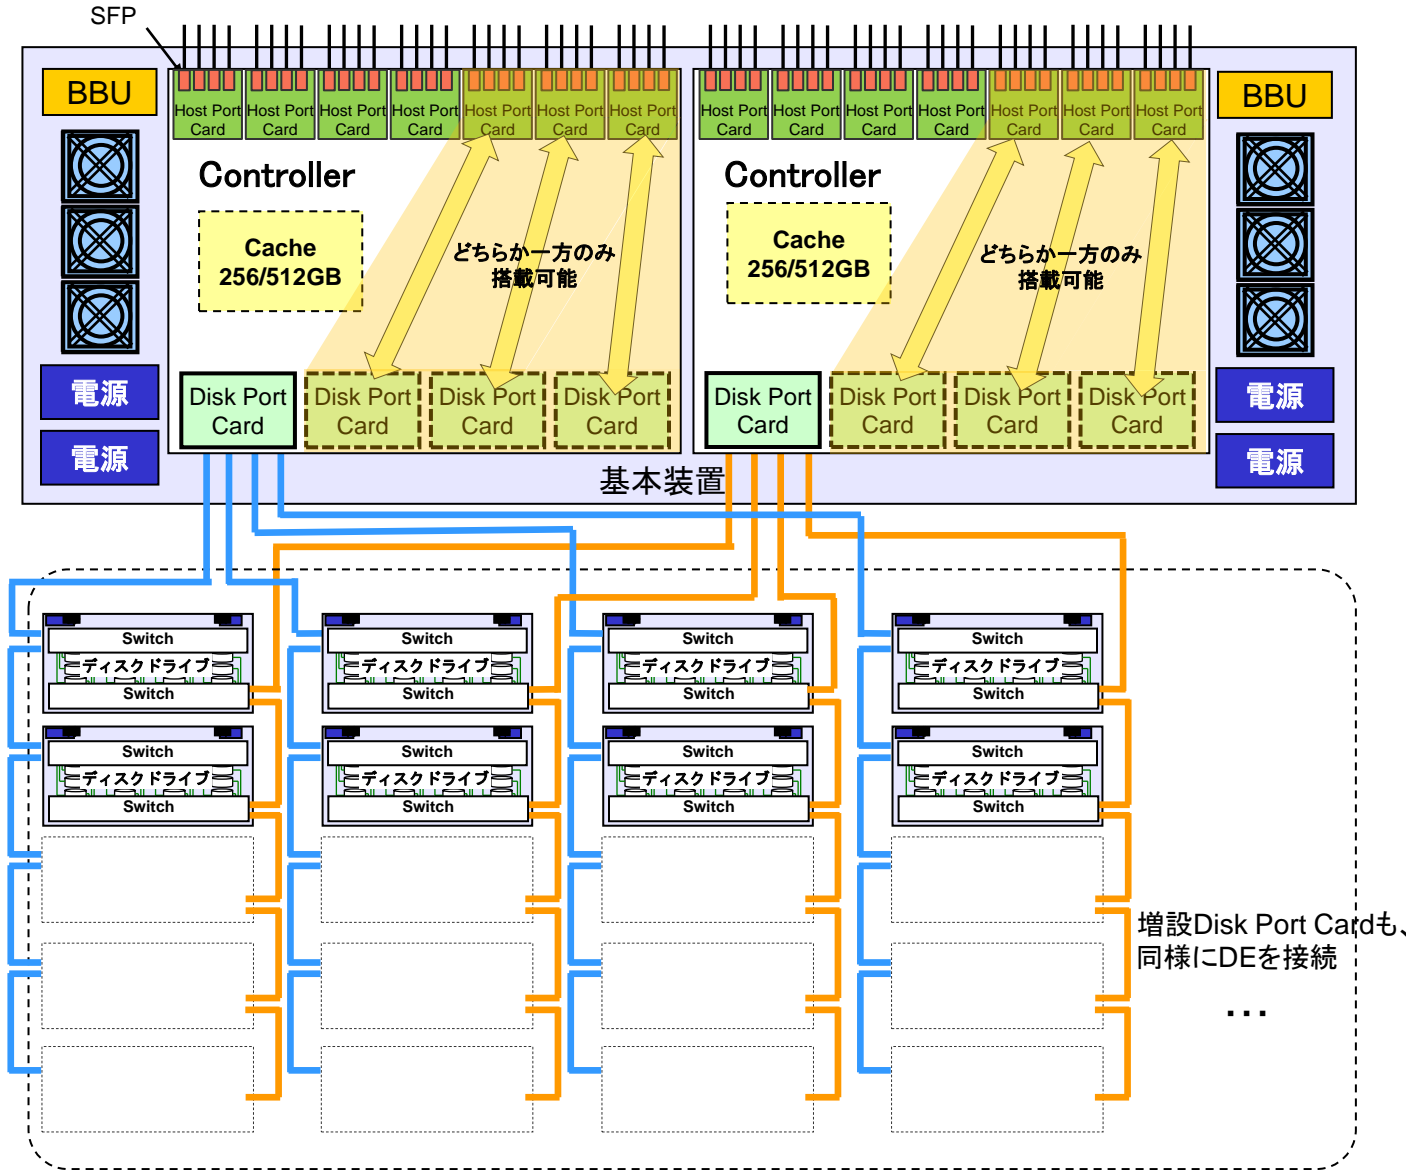 SFP
BBU
Host Port
Card
Host Port
Card
Host Port
Card
Host Port
Card
Host Port
Card
Host Port
Card
Host Port
Card
Host Port
Card
Host Port
Card
Host Port
Card
Host Port
Card
Host Port
Card
Host Port
Card
Host Port
Card
BBU
Controller
Cache
256/512GB
どちらか一方のみ
搭載可能
Controller
Cache
256/512GB
どちらか一方のみ
搭載可能
電源
電源
Disk Port
Card
Disk Port
Card
Disk Port
Card
Disk Port
Card
Disk Port
Card
Disk Port
Card
Disk Port
Card
Disk Port
Card
電源
電源
基本装置
Switch
ディスクドライブ
Switch
Switch
ディスクドライブ
Switch
Switch
ディスクドライブ
Switch
Switch
ディスクドライブ
Switch
Switch
ディスクドライブ
Switch
Switch
ディスクドライブ
Switch
Switch
ディスクドライブ
Switch
Switch
ディスクドライブ
Switch
増設Disk Port Cardも、
同様にDEを接続
…